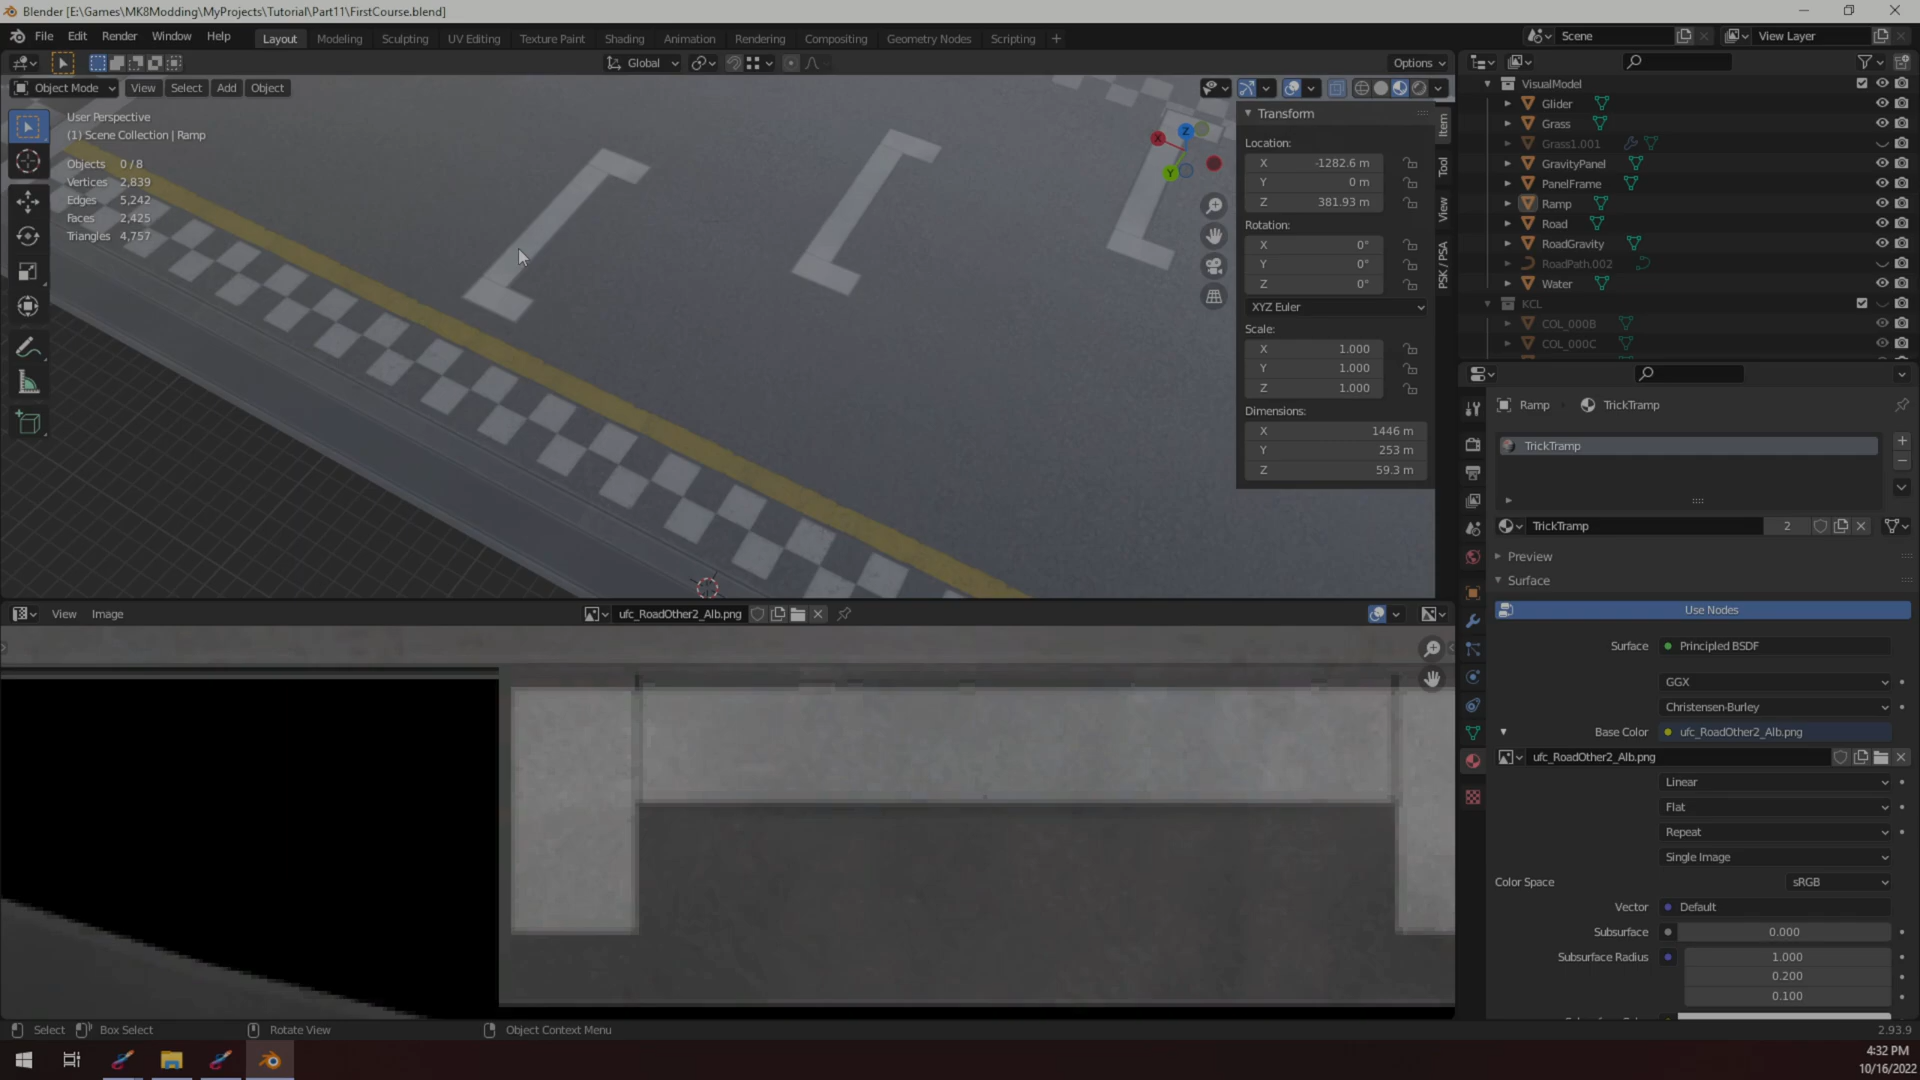 Blender [E:\Games\MK8Modding\MyProjects\Tutorial\Part11\FirstCourse.blend]
File Edit Render Window Help Layout Modeling Sculpting UV Editing Texture Paint Shading Animation Rendering Compositing Geometry Nodes Scripting + Scene View Layer
Global Options
Object Mode View Select Add Object
User Perspective
(1) Scene Collection | Ramp
Objects 0/8
Vertices 2,839
Edges 5,242
Faces 2,425
Triangles 4,757
X
Y
Z
Transform
Location:
X -1282.6 m
Y 0 m
Z 381.93 m
Rotation:
X 0°
Y 0°
Z 0°
XYZ Euler
Scale:
X 1.000
Y 1.000
Z 1.000
Dimensions:
X 1446 m
Y 253 m
Z 59.3 m
Item
Tool
View
PSK / PSA
VisualModel
Glider
Grass
Grass1.001
GravityPanel
PanelFrame
Ramp
Road
RoadGravity
RoadPath.002
Water
KCL
COL_000B
COL_000C
Ramp TrickTramp
TrickTramp
TrickTramp 2
Preview
Surface
Use Nodes
Surface Principled BSDF
GGX
Christensen-Burley
Base Color ufc_RoadOther2_Alb.png
ufc_RoadOther2_Alb.png
Linear
Flat
Repeat
Single Image
Color Space sRGB
Vector Default
Subsurface 0.000
Subsurface Radius 1.000
0.200
0.100
View Image ufc_RoadOther2_Alb.png
Select Box Select Rotate View Object Context Menu 2.93.9
4:32 PM
10/16/2022